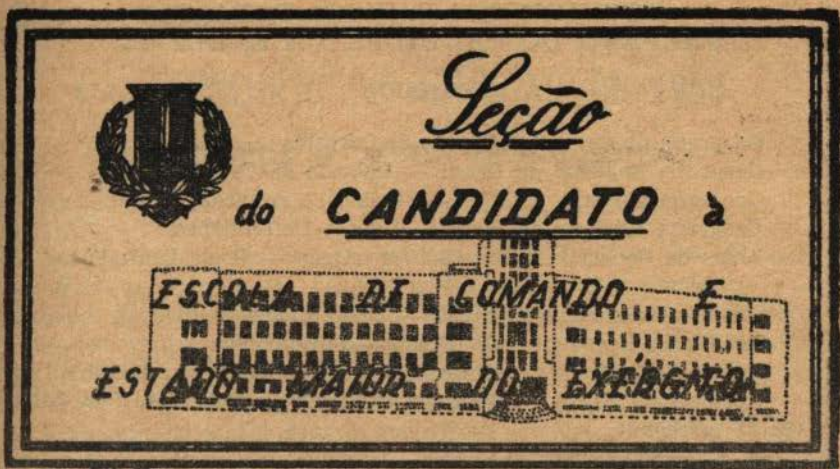 Seção
do CANDIDATO à
ESCOLA DE COMANDO E
ESTADO MAIOR DO EXÉRCITO